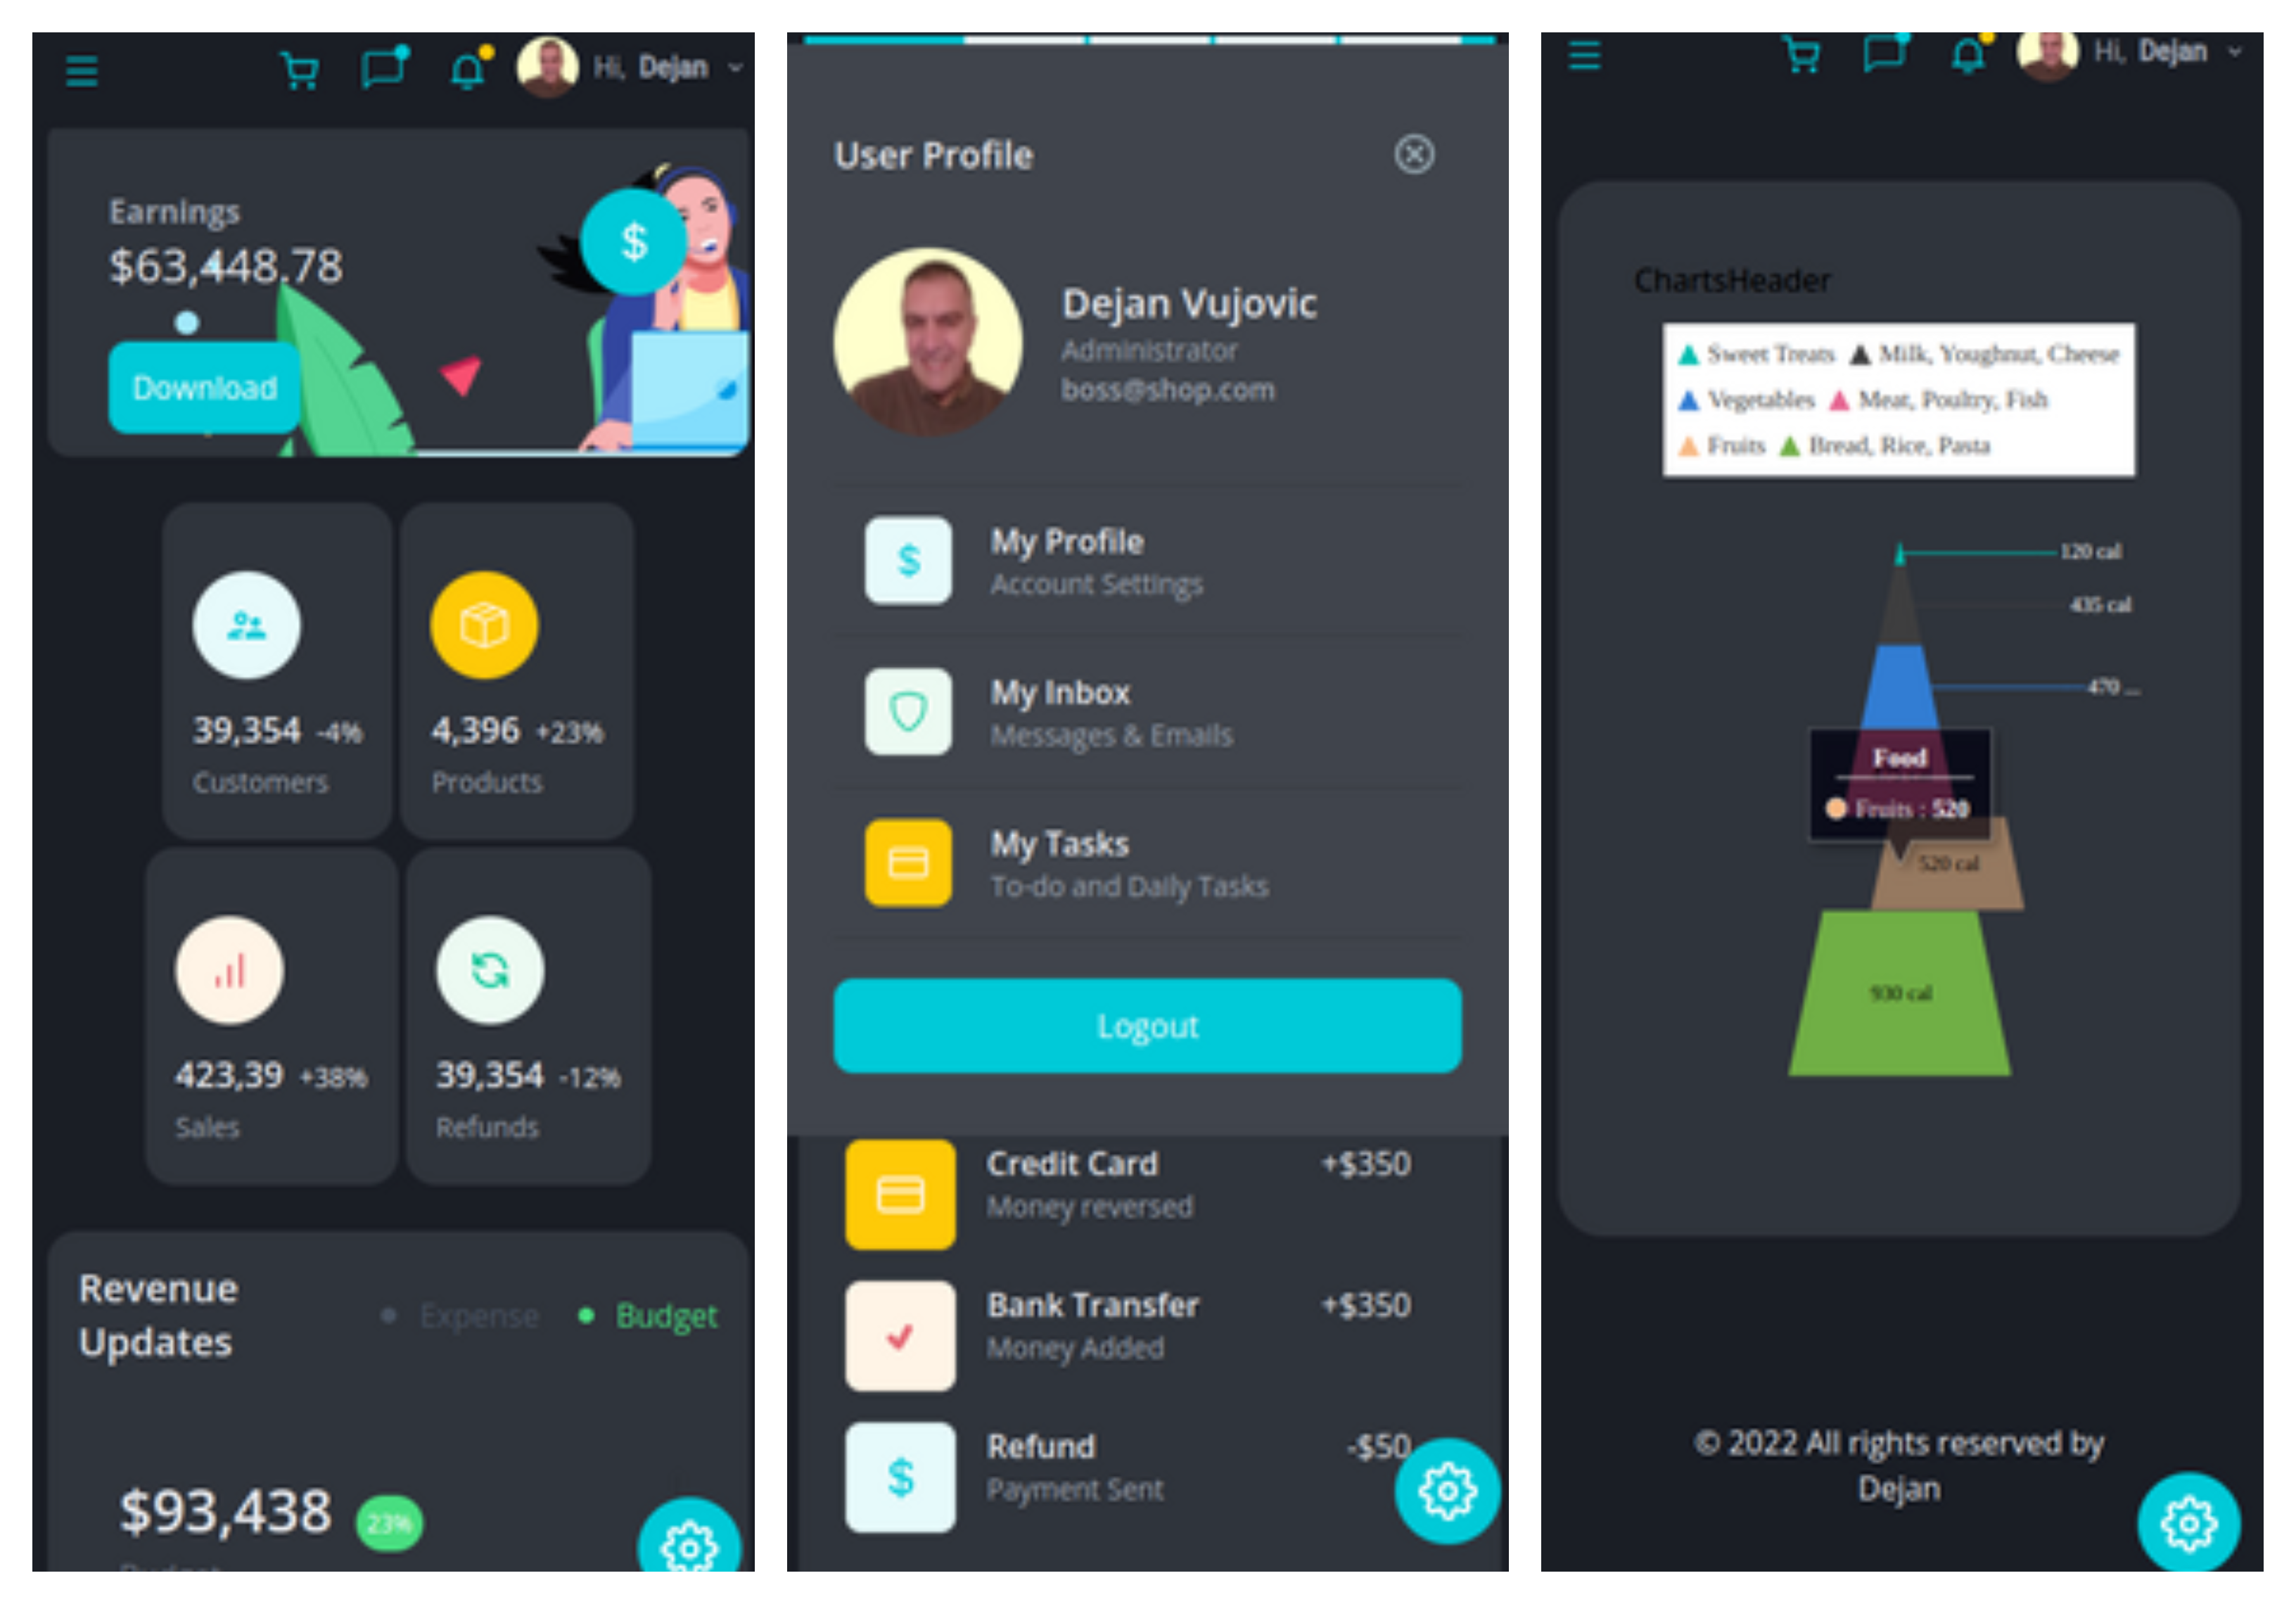 Hi, Dejan
Earnings
$63,448.78
$
Download
39,354 -4%
Customers
4,396 +23%
Products
423,39 +38%
Sales
39,354 -12%
Refunds
Revenue
Updates
Expense
Budget
$93,438 23%
Budget
User Profile
Dejan Vujovic
Administrator
boss@shop.com
$
My Profile
Account Settings
My Inbox
Messages & Emails
My Tasks
To-do and Daily Tasks
Logout
Credit Card +$350
Money reversed
Bank Transfer +$350
Money Added
$
Refund -$50
Payment Sent
Hi, Dejan
ChartsHeader
Sweet Treats Milk, Youghnut, Cheese
Vegetables Meat, Poultry, Fish
Fruits Bread, Rice, Pasta
120 cal
435 cal
470 ...
Food
Fruits : 520
520 cal
930 cal
© 2022 All rights reserved by
Dejan